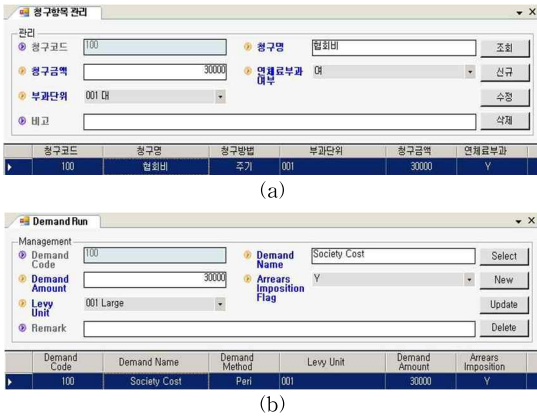 청구항목 관리
관리
청구코드 100 청구명 협회비 조회
청구금액 30000 연체료부과여부 여 신규
부과단위 001 대 수정
비고 삭제
청구코드 청구명 청구방법 부과단위 청구금액 연체료부과
100 협회비 주기 001 30000 Y
(a)
Demand Run
Management
Demand Code 100 Demand Name Society Cost Select
Demand Amount 30000 Arrears Imposition Flag Y New
Levy Unit 001 Large Update
Remark Delete
Demand Code Demand Name Demand Method Levy Unit Demand Amount Arrears Imposition
100 Society Cost Peri 001 30000 Y
(b)